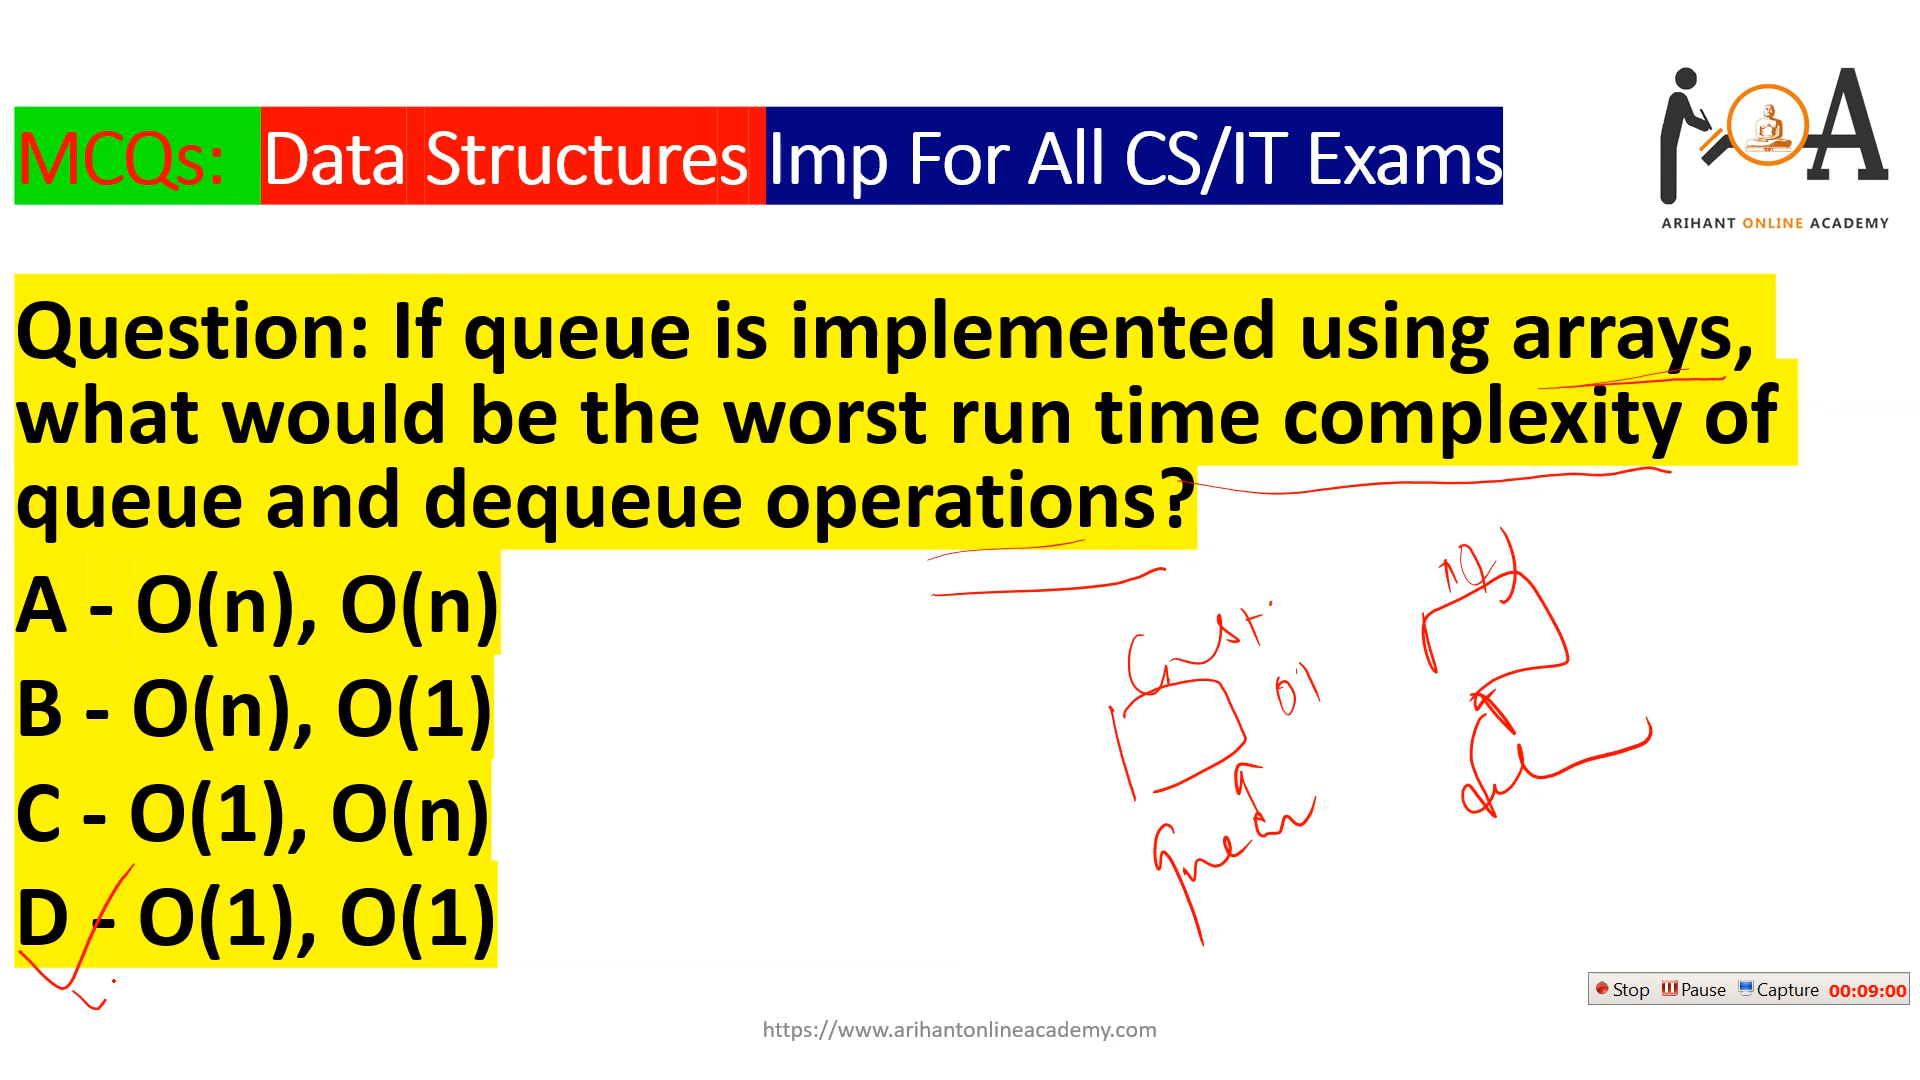 MCQs: Data Structures Imp For All CS/IT Exams
A
ARIHANT ONLINE ACADEMY
Question: If queue is implemented using arrays,
what would be the worst run time complexity of
queue and dequeue operations?
A - O(n), O(n)
B - O(n), O(1)
C - O(1), O(n)
D - O(1), O(1)
Stop Pause Capture 00:09:00
https://www.arihantonlineacademy.com